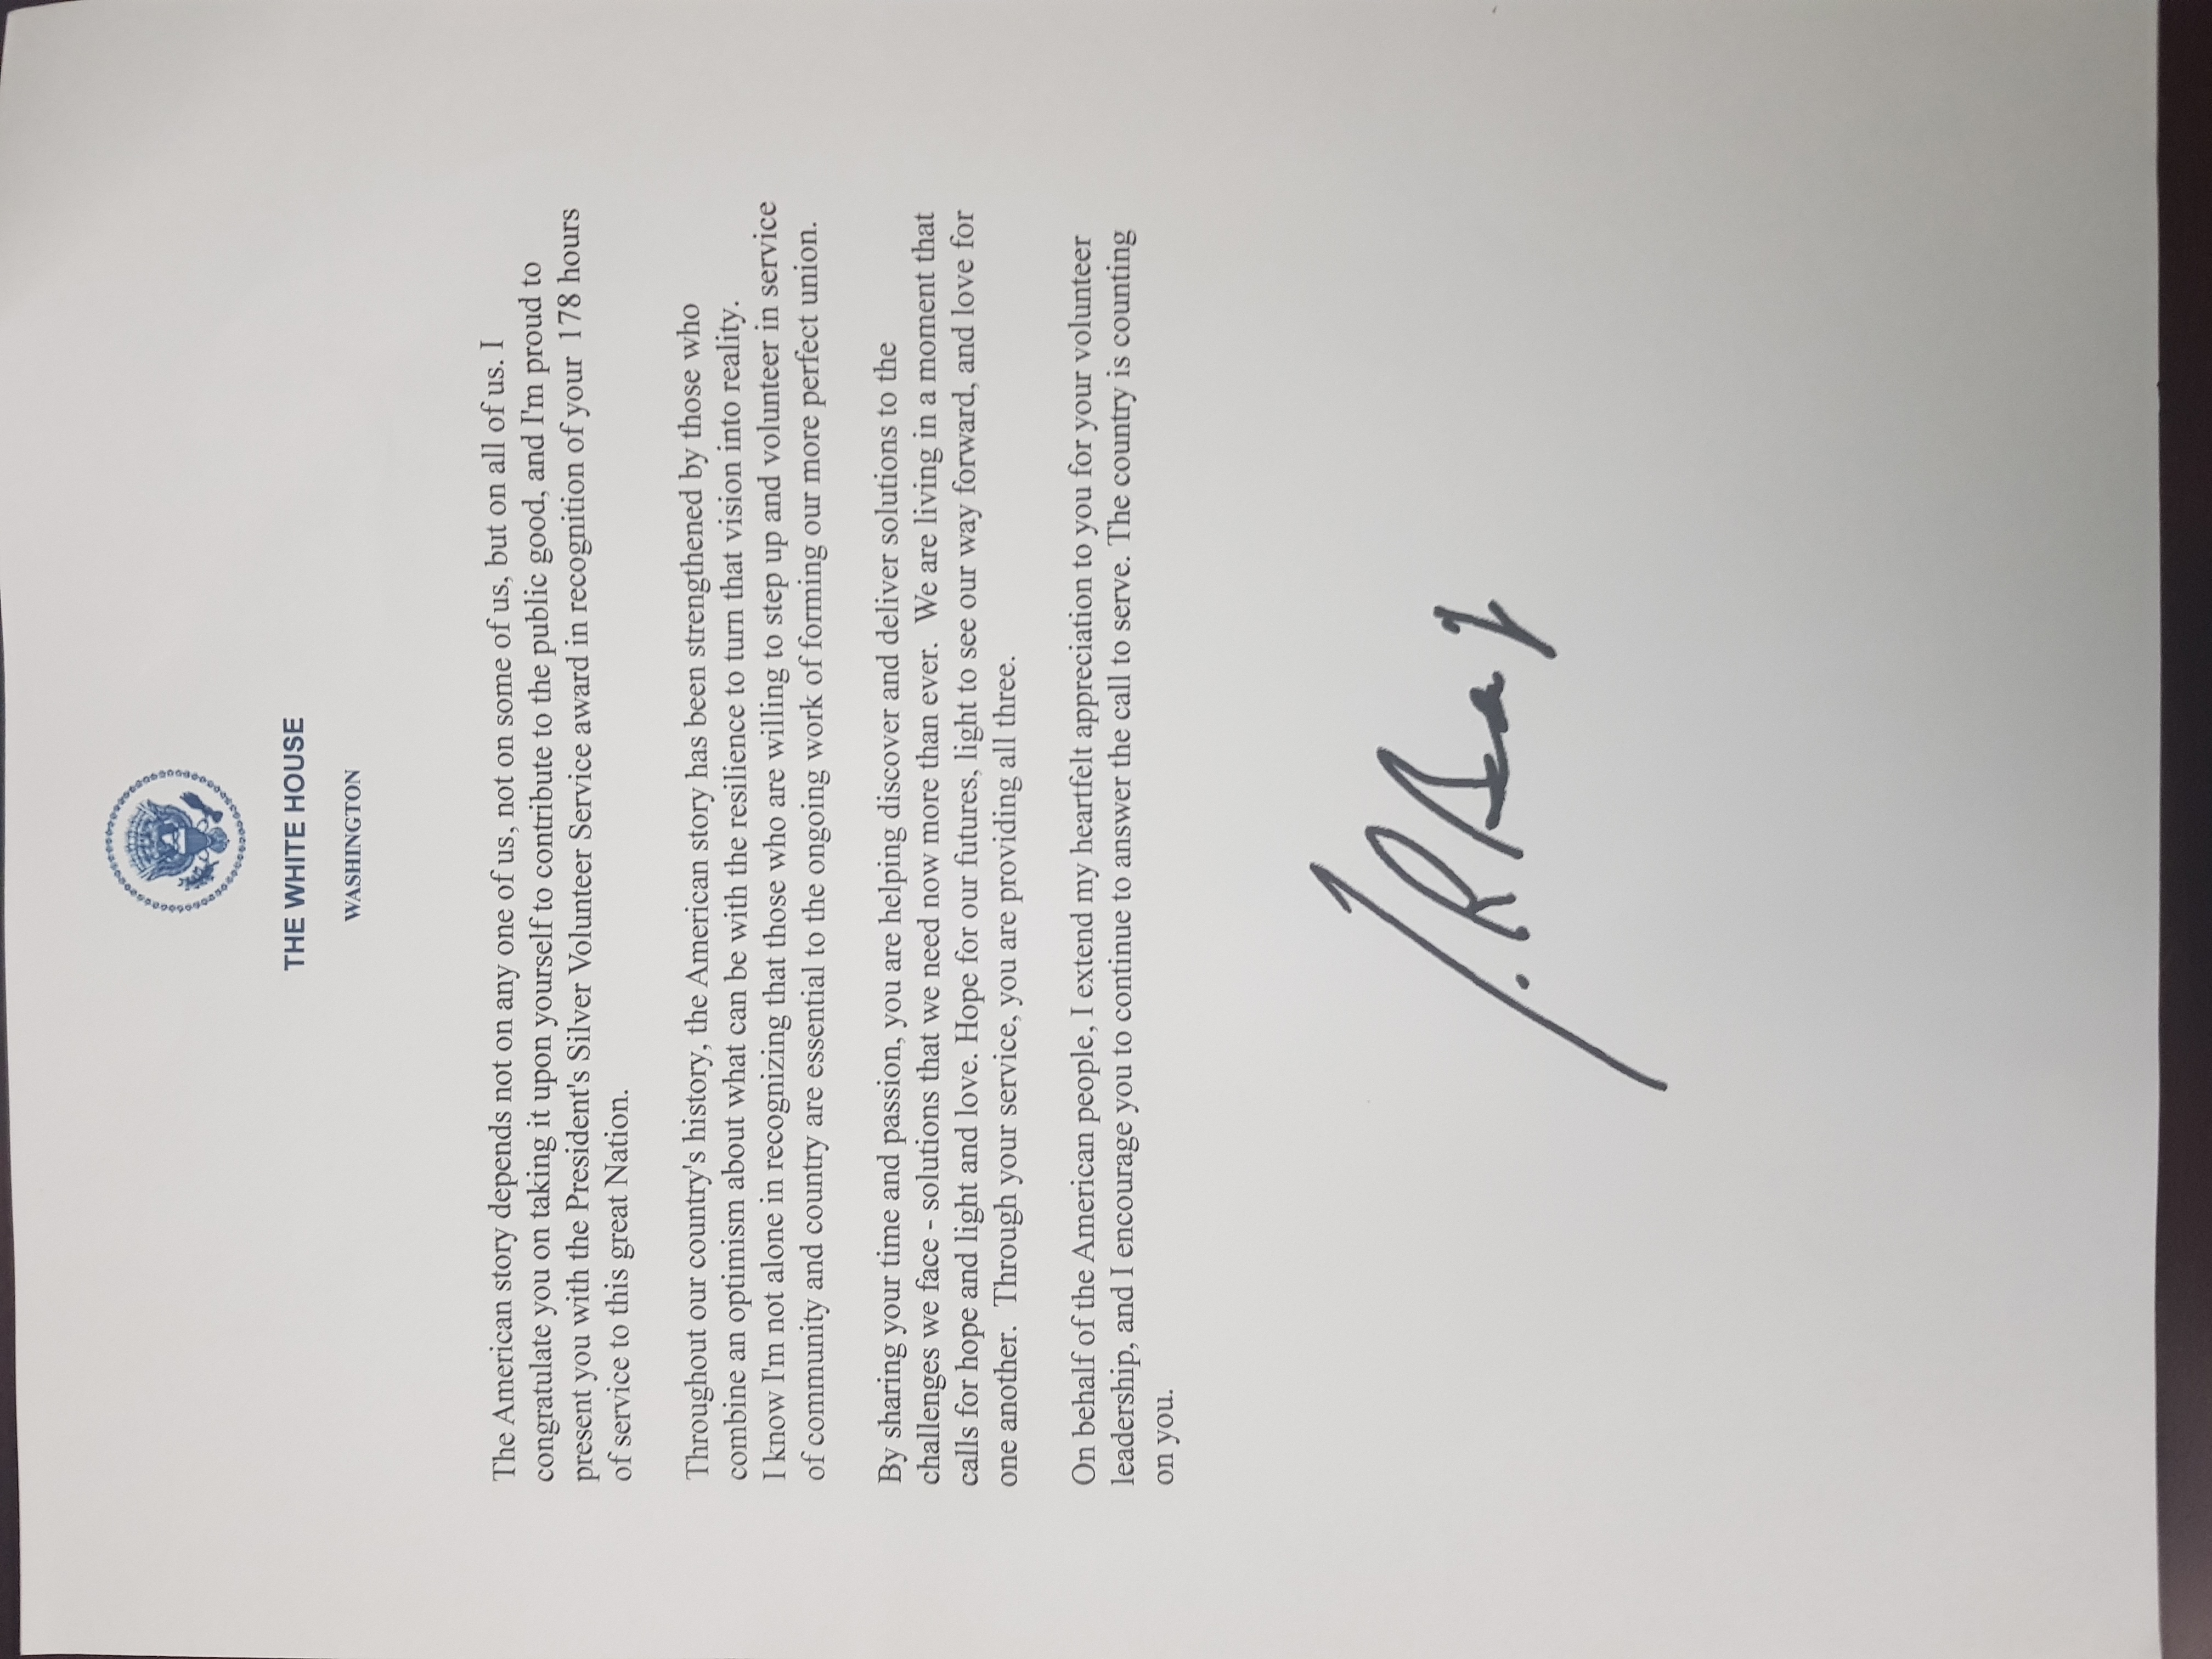 THE WHITE HOUSE
WASHINGTON
The American story depends not on any one of us, not on some of us, but on all of us. I
congratulate you on taking it upon yourself to contribute to the public good, and I'm proud to
present you with the President's Silver Volunteer Service award in recognition of your 178 hours
of service to this great Nation.
Throughout our country's history, the American story has been strengthened by those who
combine an optimism about what can be with the resilience to turn that vision into reality.
I know I'm not alone in recognizing that those who are willing to step up and volunteer in service
of community and country are essential to the ongoing work of forming our more perfect union.
By sharing your time and passion, you are helping discover and deliver solutions to the
challenges we face - solutions that we need now more than ever. We are living in a moment that
calls for hope and light and love. Hope for our futures, light to see our way forward, and love for
one another. Through your service, you are providing all three.
On behalf of the American people, I extend my heartfelt appreciation to you for your volunteer
leadership, and I encourage you to continue to answer the call to serve. The country is counting
on you.